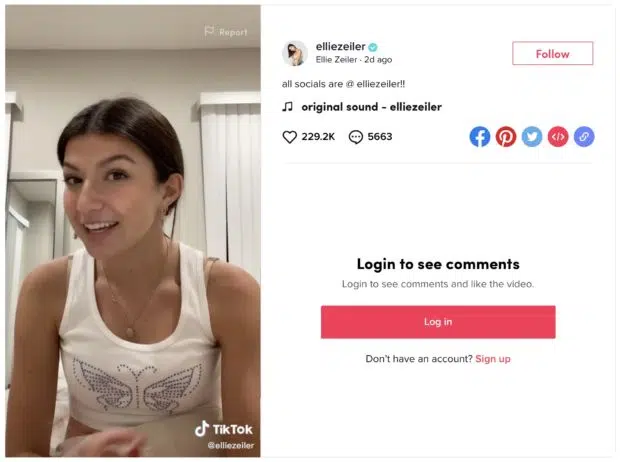 Report
elliezeiler
Ellie Zeiler · 2d ago
Follow
all socials are @ elliezeiler!!
original sound - elliezeiler
229.2K 5663
Login to see comments
Login to see comments and like the video.
Log in
Don't have an account? Sign up
TikTok
@elliezeiler